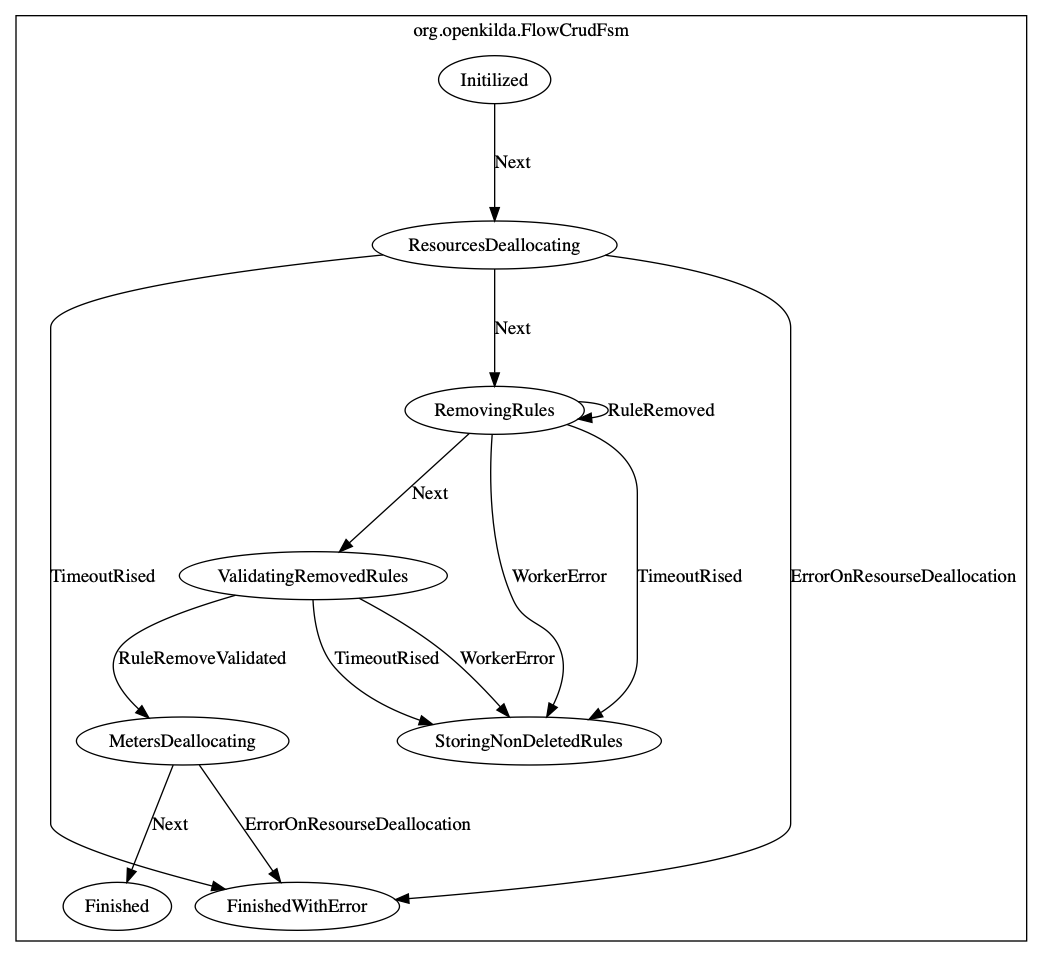 org.openkilda.FlowCrudFsm
Initilized
Next
ResourcesDeallocating
Next
RemovingRules
RuleRemoved
Next
TimeoutRised
ValidatingRemovedRules
WorkerError
TimeoutRised
ErrorOnResourseDeallocation
RuleRemoveValidated
TimeoutRised
WorkerError
MetersDeallocating
StoringNonDeletedRules
Next
ErrorOnResourseDeallocation
Finished
FinishedWithError